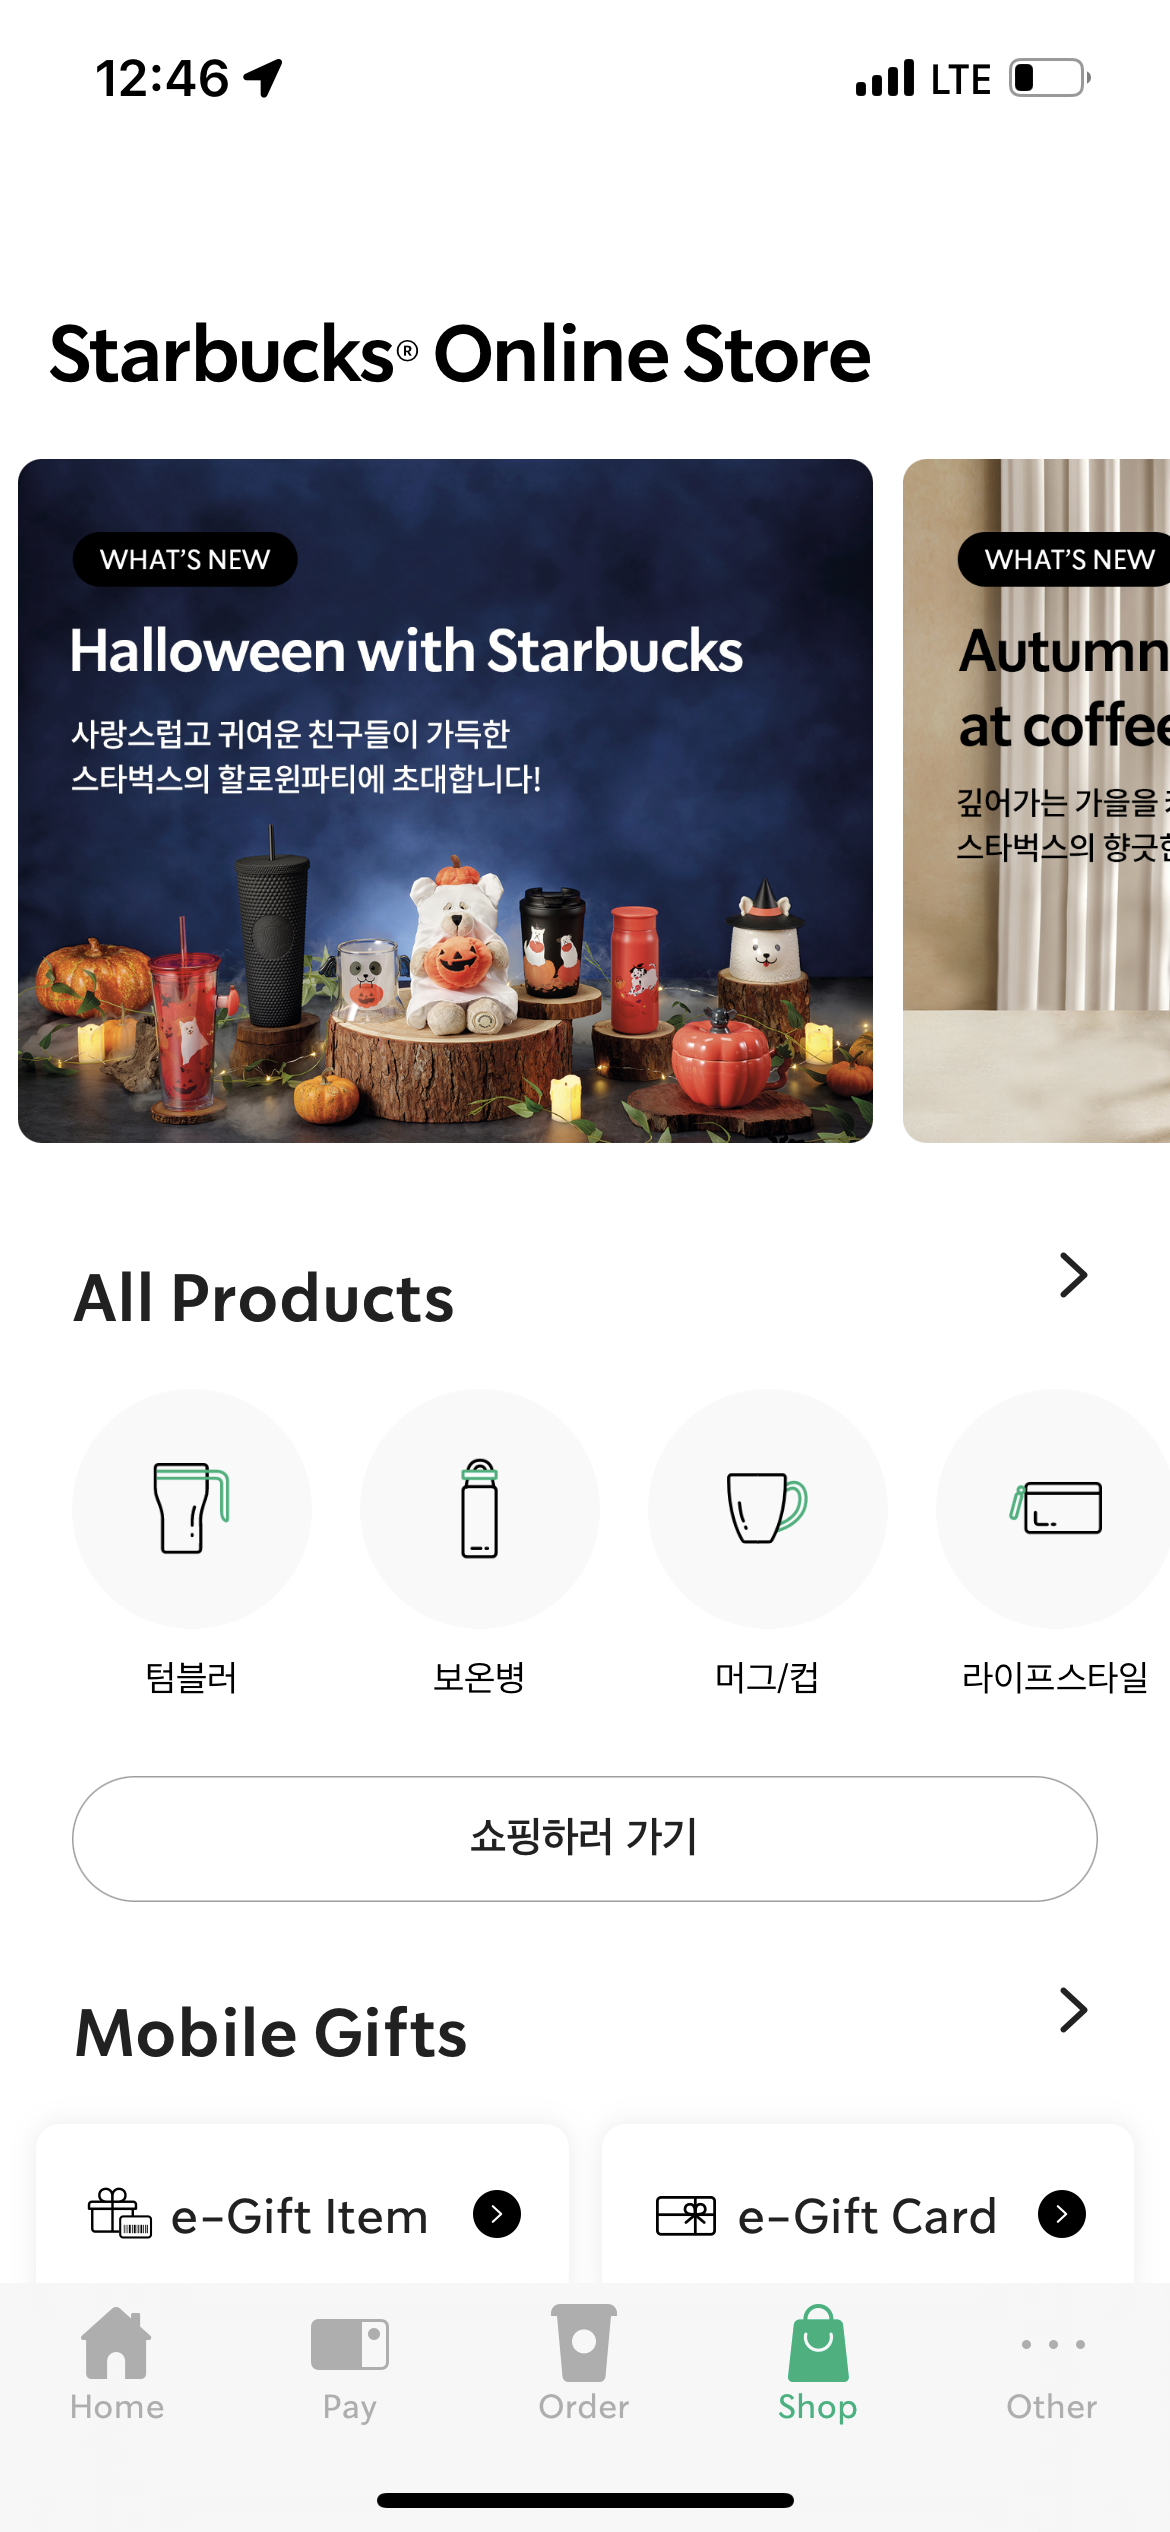 12:46
LTE
Starbucks® Online Store
WHAT'S NEW
Halloween with Starbucks
사랑스럽고 귀여운 친구들이 가득한
스타벅스의 할로윈파티에 초대합니다!
WHAT'S NEW
Autumn
at coffee
깊어가는 가을을
스타벅스의 향긋한
All Products
텀블러
보온병
머그/컵
라이프스타일
쇼핑하러 가기
Mobile Gifts
e-Gift Item
e-Gift Card
Home
Pay
Order
Shop
Other